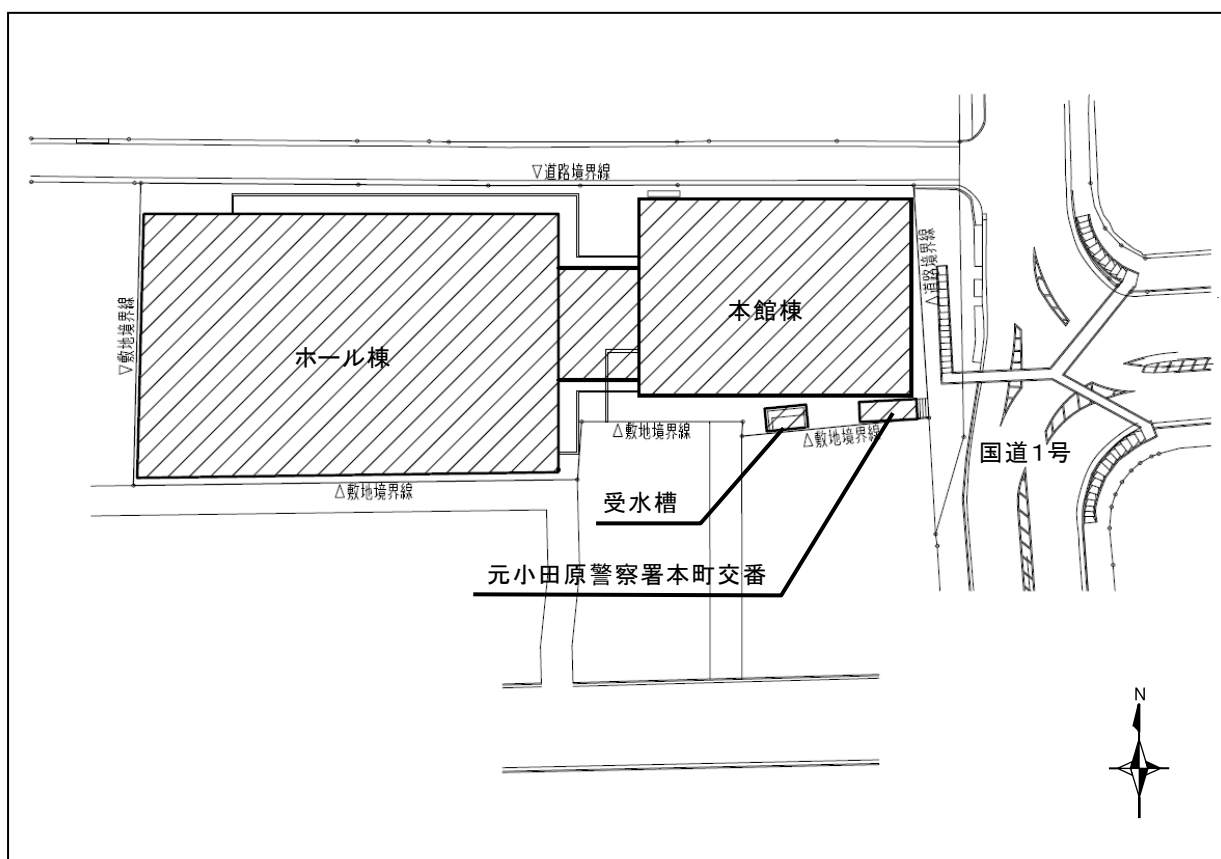 ▽道路境界線
△道路境界線
本館棟
▽敷地境界線
ホール棟
△敷地境界線
△敷地境界線
国道1号
△敷地境界線
受水槽
元小田原警察署本町交番
N